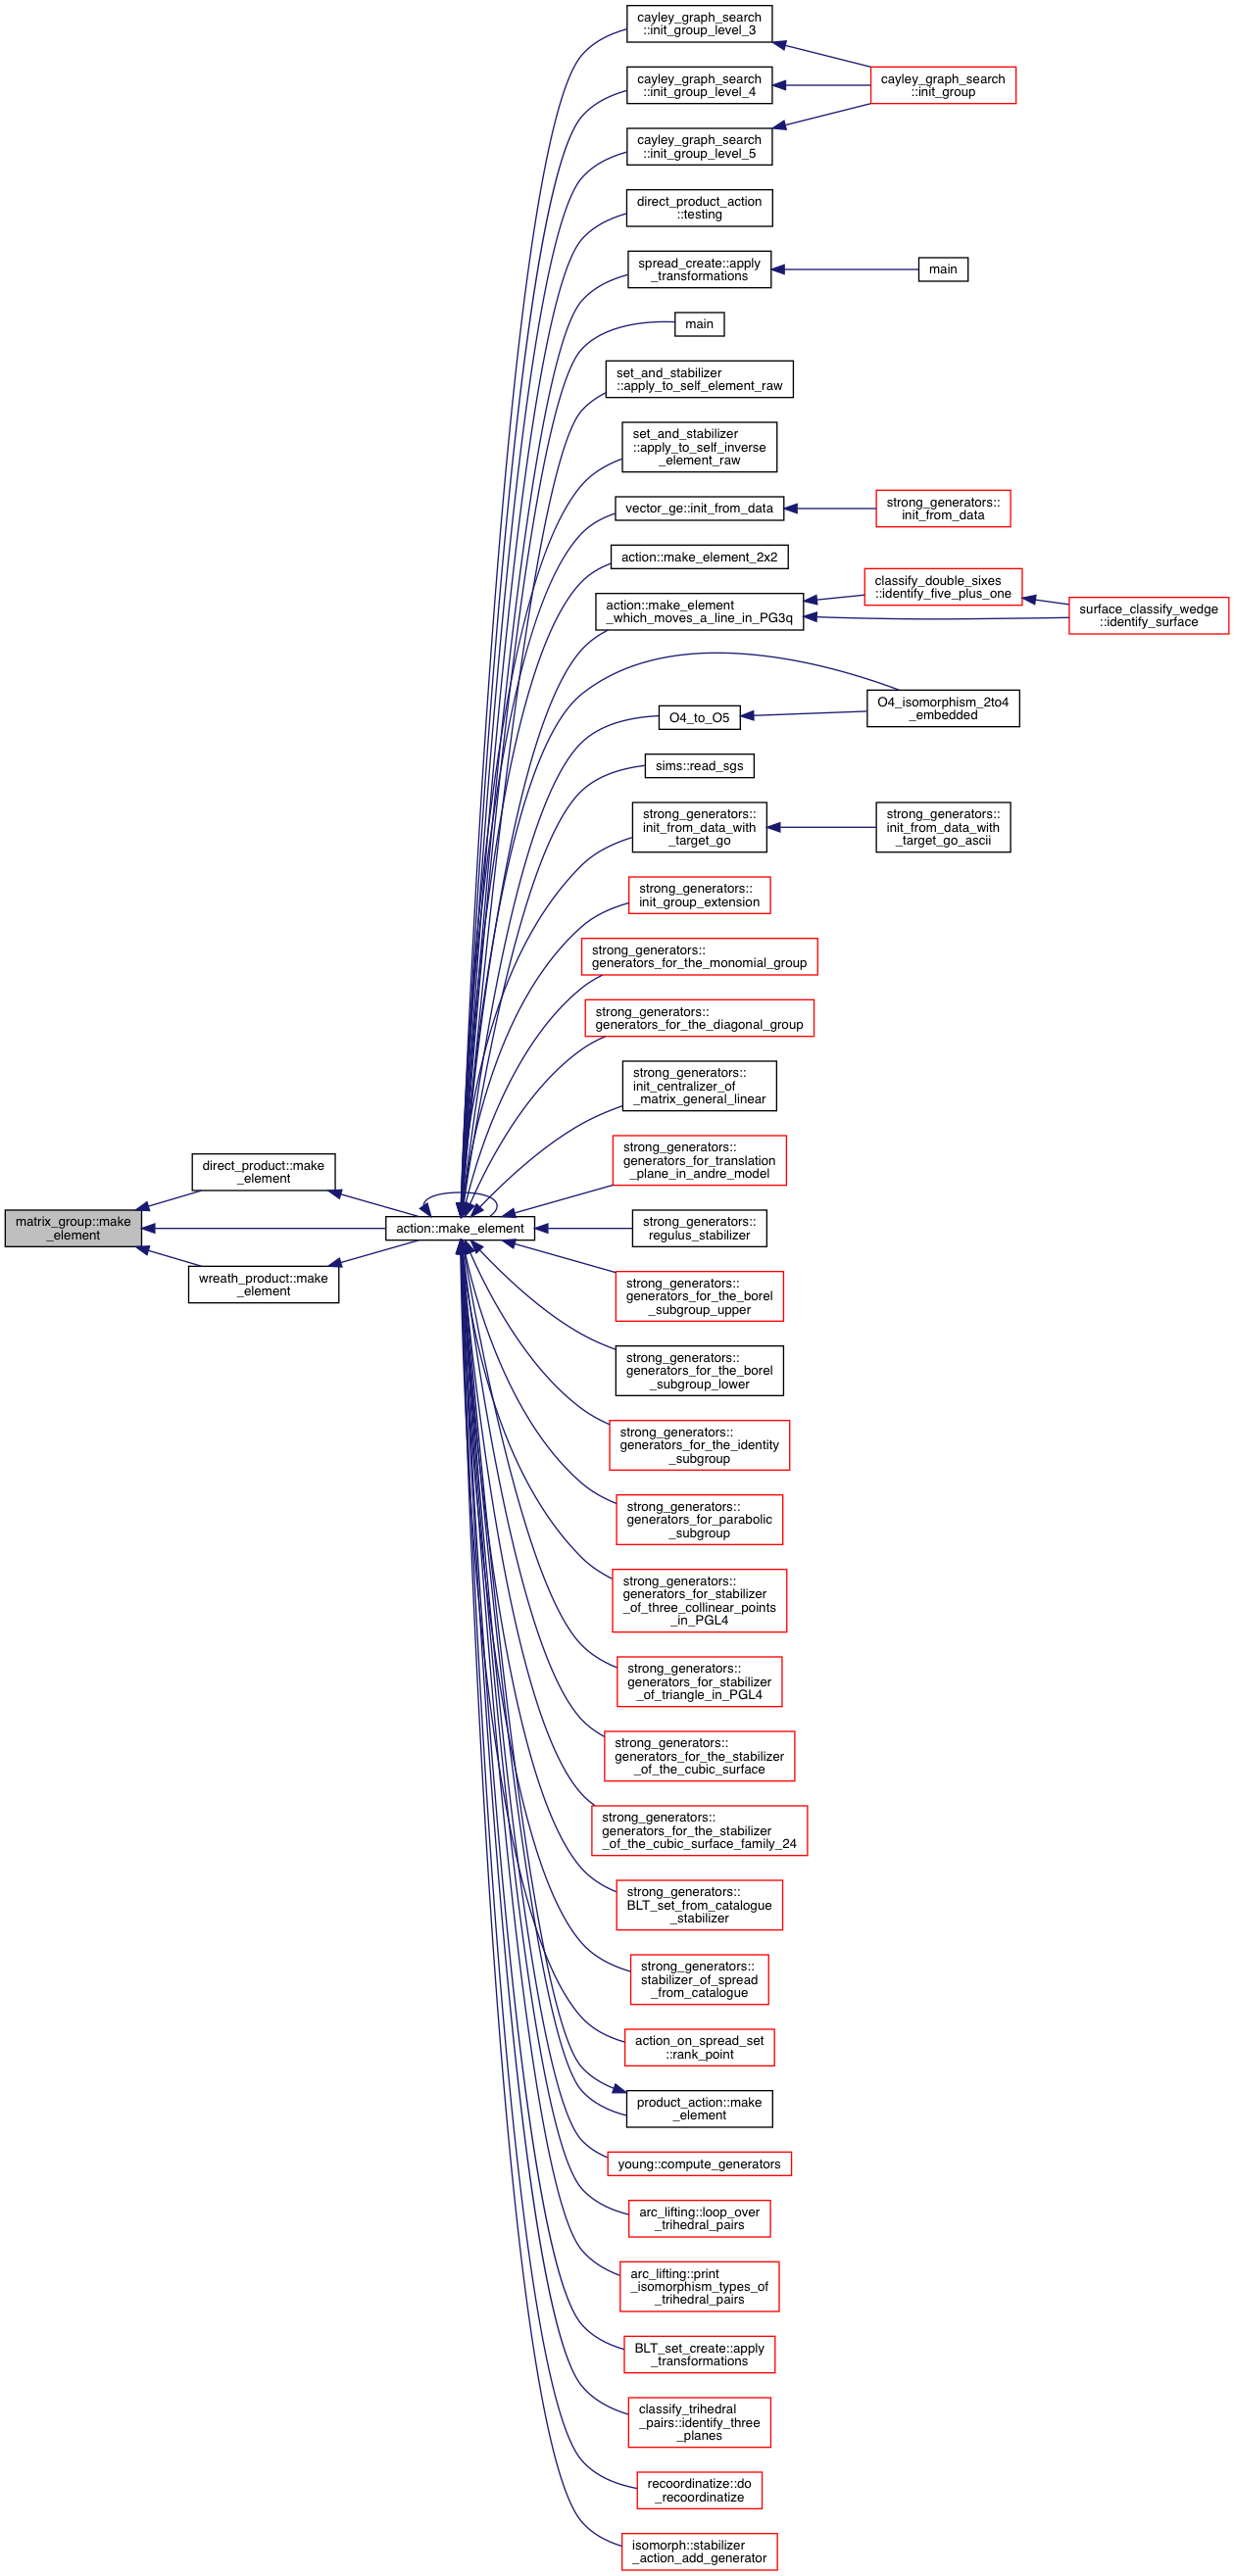 cayley_graph_search
::init_group_level_3
cayley_graph_search
::init_group_level_4
cayley_graph_search
::init_group
cayley_graph_search
::init_group_level_5
direct_product_action
::testing
spread_create::apply
_transformations
main
main
set_and_stabilizer
::apply_to_self_element_raw
set_and_stabilizer
::apply_to_self_inverse
_element_raw
vector_ge::init_from_data
strong_generators::
init_from_data
action::make_element_2x2
action::make_element
_which_moves_a_line_in_PG3q
classify_double_sixes
::identify_five_plus_one
surface_classify_wedge
::identify_surface
O4_to_O5
O4_isomorphism_2to4
_embedded
sims::read_sgs
strong_generators::
init_from_data_with
_target_go
strong_generators::
init_from_data_with
_target_go_ascii
strong_generators::
init_group_extension
strong_generators::
generators_for_the_monomial_group
strong_generators::
generators_for_the_diagonal_group
strong_generators::
init_centralizer_of
_matrix_general_linear
strong_generators::
generators_for_translation
_plane_in_andre_model
matrix_group::make
_element
direct_product::make
_element
wreath_product::make
_element
action::make_element
strong_generators::
regulus_stabilizer
strong_generators::
generators_for_the_borel
_subgroup_upper
strong_generators::
generators_for_the_borel
_subgroup_lower
strong_generators::
generators_for_the_identity
_subgroup
strong_generators::
generators_for_parabolic
_subgroup
strong_generators::
generators_for_stabilizer
_of_three_collinear_points
_in_PGL4
strong_generators::
generators_for_stabilizer
_of_triangle_in_PGL4
strong_generators::
generators_for_the_stabilizer
_of_the_cubic_surface
strong_generators::
generators_for_the_stabilizer
_of_the_cubic_surface_family_24
strong_generators::
BLT_set_from_catalogue
_stabilizer
strong_generators::
stabilizer_of_spread
_from_catalogue
action_on_spread_set
::rank_point
product_action::make
_element
young::compute_generators
arc_lifting::loop_over
_trihedral_pairs
arc_lifting::print
_isomorphism_types_of
_trihedral_pairs
BLT_set_create::apply
_transformations
classify_trihedral
_pairs::identify_three
_planes
recoordinatize::do
_recoordinatize
isomorph::stabilizer
_action_add_generator